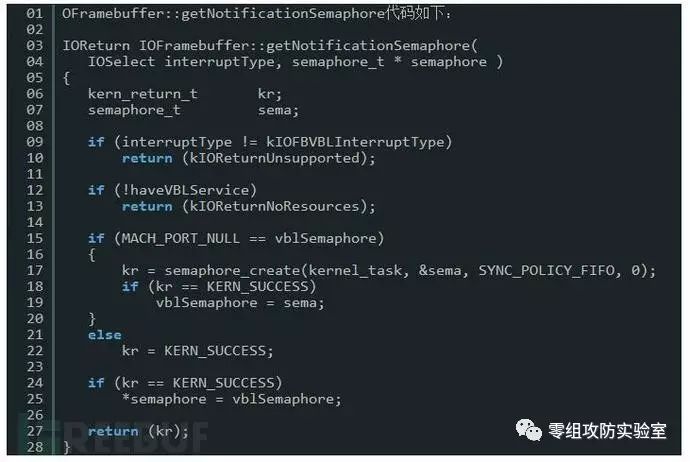 01 OFramebuffer::getNotificationSemaphore代码如下：
02
03 IOReturn IOFramebuffer::getNotificationSemaphore(
04     IOSelect interruptType, semaphore_t * semaphore )
05 {
06     kern_return_t       kr;
07     semaphore_t         sema;
08
09     if (interruptType != kIOFBVBLInterruptType)
10         return (kIOReturnUnsupported);
11
12     if (!haveVBLService)
13         return (kIOReturnNoResources);
14
15     if (MACH_PORT_NULL == vblSemaphore)
16     {
17         kr = semaphore_create(kernel_task, &sema, SYNC_POLICY_FIFO, 0);
18         if (kr == KERN_SUCCESS)
19             vblSemaphore = sema;
20     }
21     else
22         kr = KERN_SUCCESS;
23
24     if (kr == KERN_SUCCESS)
25         *semaphore = vblSemaphore;
26
27     return (kr);
28 }
REEBUF
零组攻防实验室